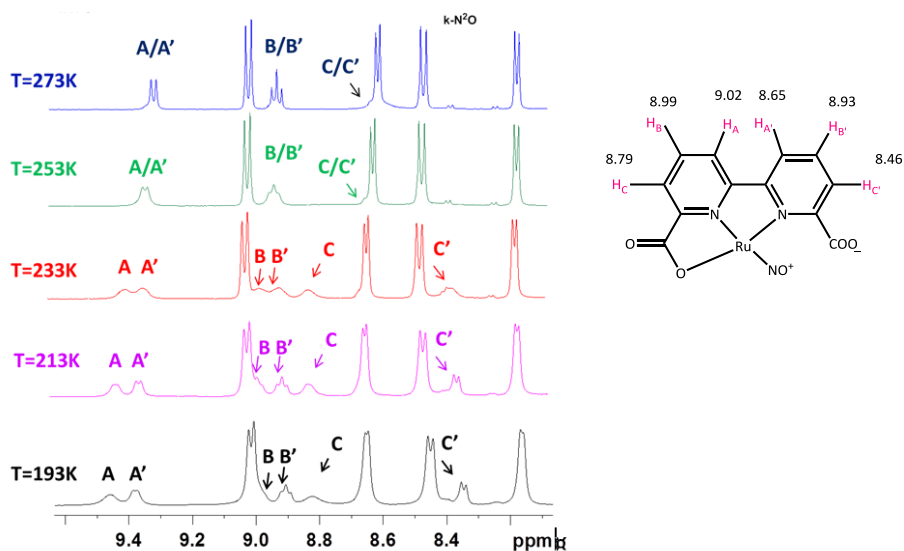 k-N²O
A/A’
B/B’
C/C’
T=273K
A/A’
B/B’
C/C’
T=253K
A A’
B B’ C
C’
T=233K
A A’
B B’ C
C’
T=213K
A A’
B B’ C
C’
T=193K
9.4 9.2 9.0 8.8 8.6 8.4 ppm¤
8.99 9.02 8.65 8.93
HB HA HA' HB'
8.79 8.46
HC HC'
N N
O COO−
Ru
O NO⁺